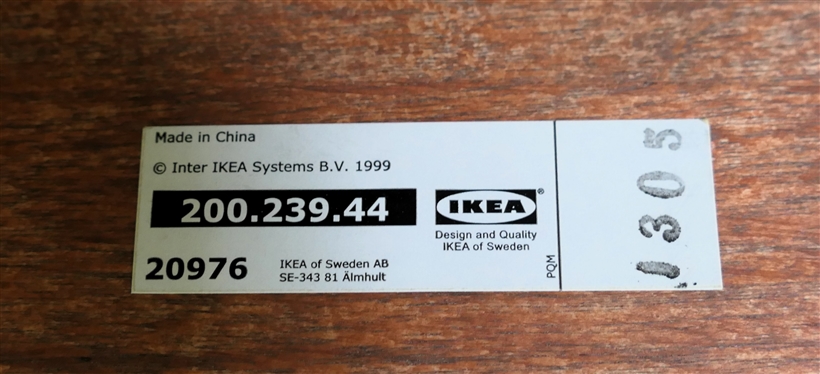 Made in China
© Inter IKEA Systems B.V. 1999
200.239.44
IKEA®
Design and Quality
IKEA of Sweden
20976
IKEA of Sweden AB
SE-343 81 Älmhult
PQM
1305